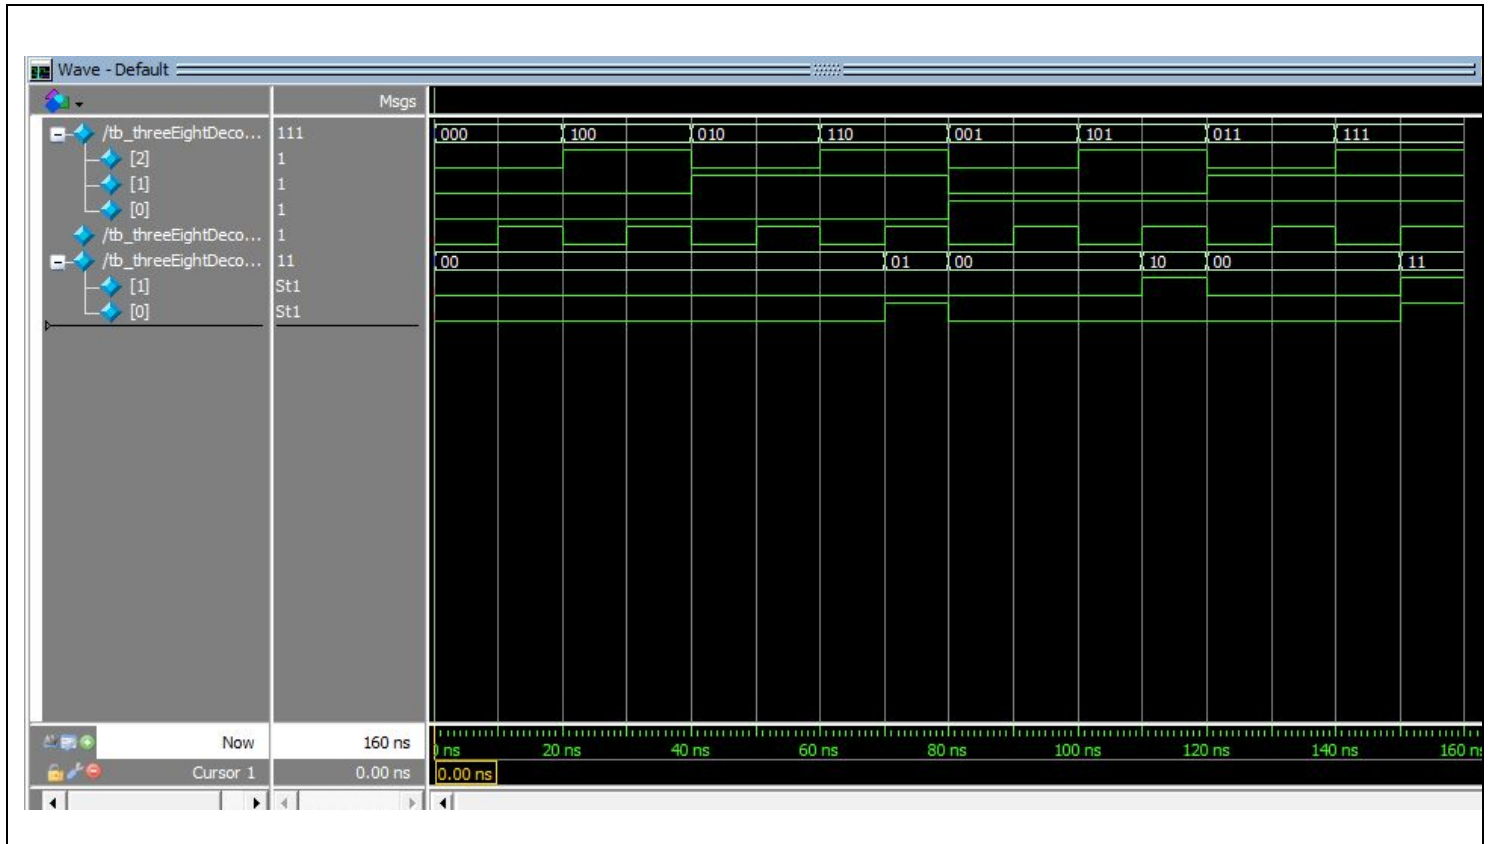 Wave - Default
Msgs
/tb_threeEightDeco... 111 000 100 010 110 001 101 011 111
[2] 1
[1] 1
[0] 1
/tb_threeEightDeco... 1
/tb_threeEightDeco... 11 00 01 00 10 00 11
[1] St1
[0] St1
Now 160 ns
ns 20 ns 40 ns 60 ns 80 ns 100 ns 120 ns 140 ns 160 n
Cursor 1 0.00 ns 0.00 ns